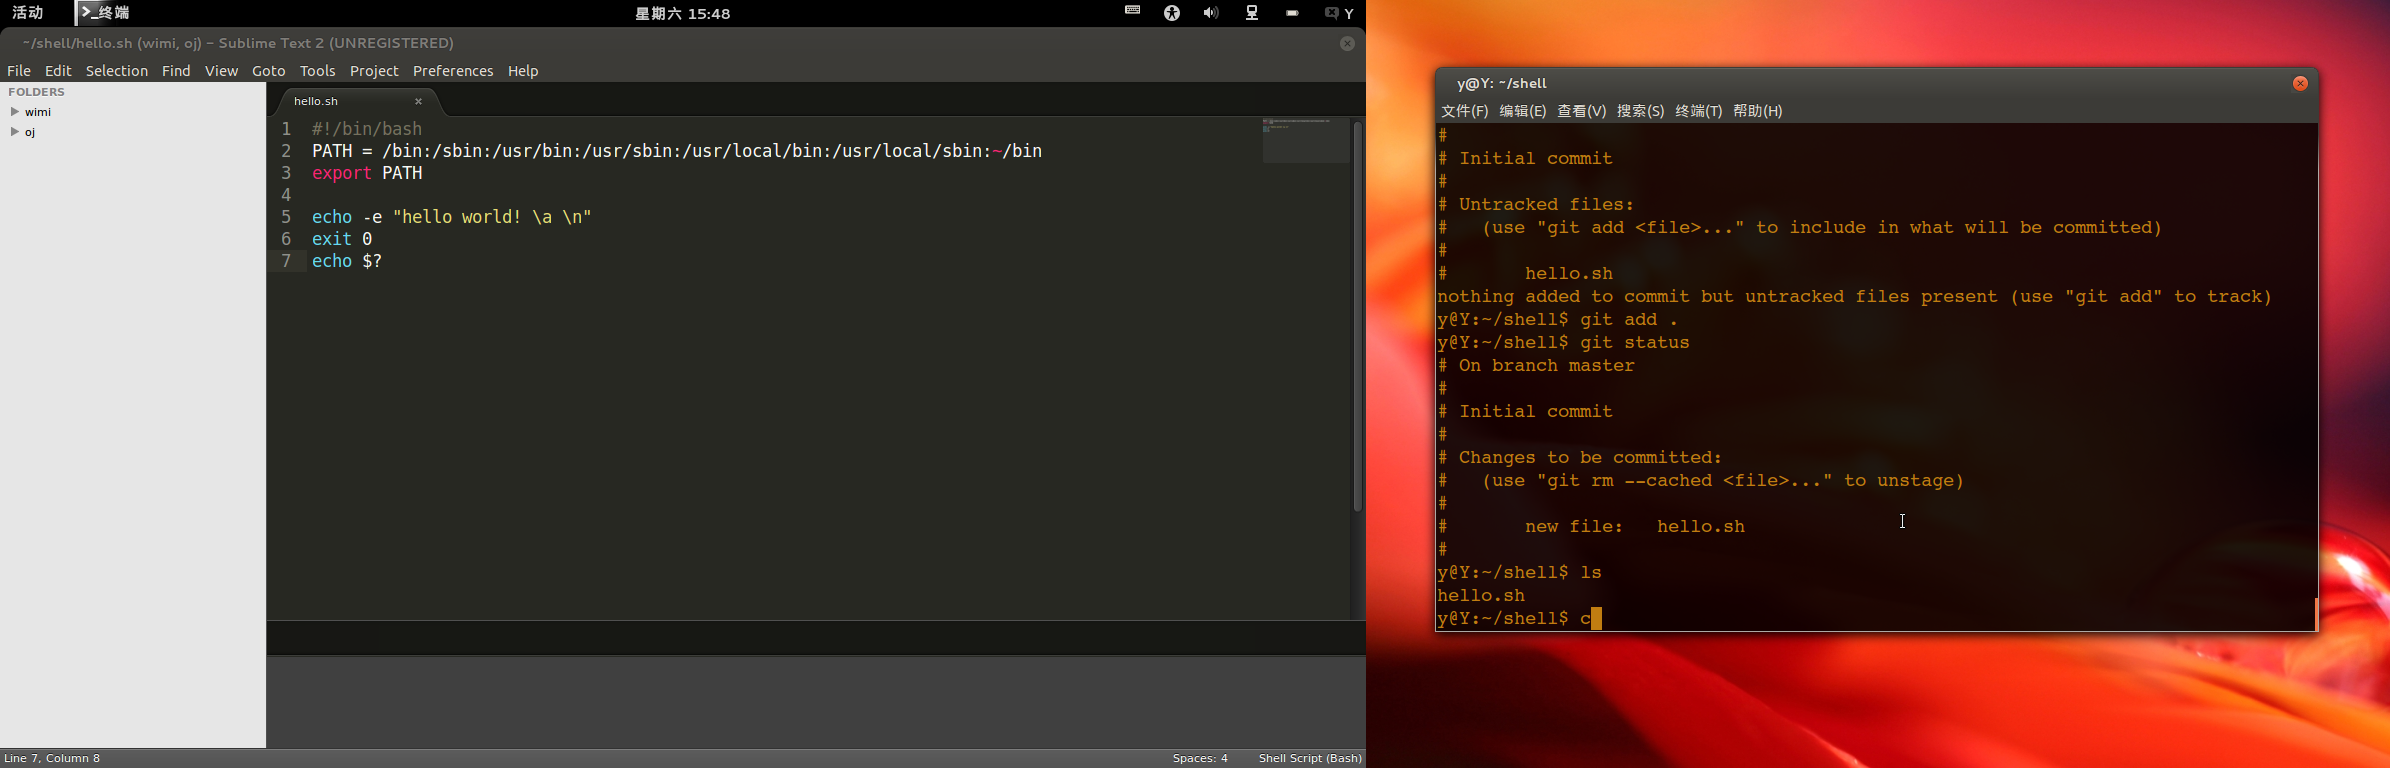 活动
>_终端
星期六 15:48
Y
~/shell/hello.sh (wimi, oj) - Sublime Text 2 (UNREGISTERED)
File Edit Selection Find View Goto Tools Project Preferences Help
FOLDERS
wimi
oj
hello.sh
1 #!/bin/bash
2 PATH = /bin:/sbin:/usr/bin:/usr/sbin:/usr/local/bin:/usr/local/sbin:~/bin
3 export PATH
4
5 echo -e "hello world! \a \n"
6 exit 0
7 echo $?
Line 7, Column 8
Spaces: 4
Shell Script (Bash)
y@Y: ~/shell
文件(F) 编辑(E) 查看(V) 搜索(S) 终端(T) 帮助(H)
#
# Initial commit
#
# Untracked files:
#   (use "git add <file>..." to include in what will be committed)
#
#       hello.sh
nothing added to commit but untracked files present (use "git add" to track)
y@Y:~/shell$ git add .
y@Y:~/shell$ git status
# On branch master
#
# Initial commit
#
# Changes to be committed:
#   (use "git rm --cached <file>..." to unstage)
#
#       new file:   hello.sh
#
y@Y:~/shell$ ls
hello.sh
y@Y:~/shell$ c